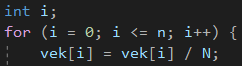 int i;
for (i = 0; i <= n; i++) {
    vek[i] = vek[i] / N;